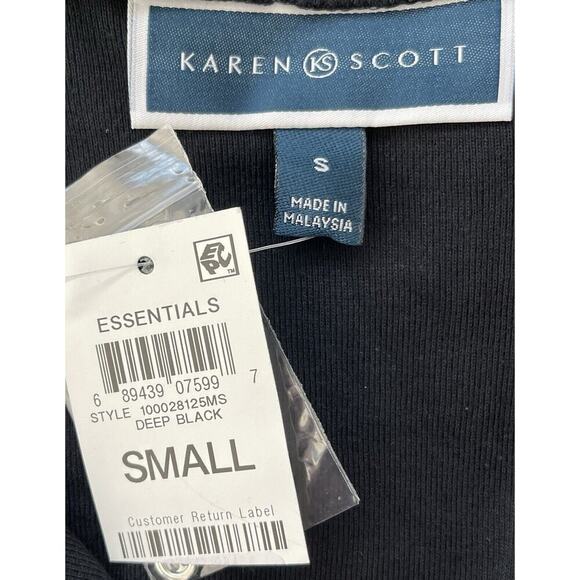 KAREN KS SCOTT
S
MADE IN
MALAYSIA
EPC™
ESSENTIALS
6 89439 07599 7
STYLE 100028125MS
DEEP BLACK
SMALL
Customer Return Label